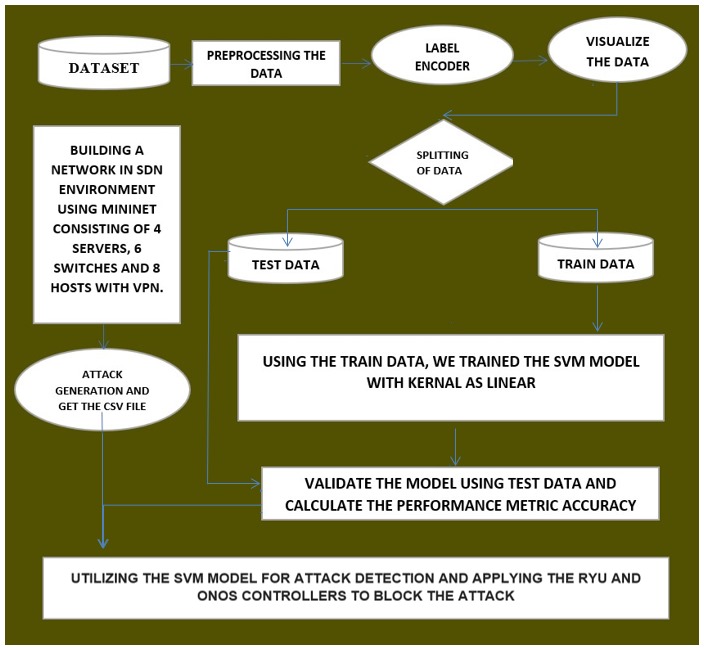 DATASET
PREPROCESSING THE
DATA
LABEL
ENCODER
VISUALIZE
THE DATA
SPLITTING
OF DATA
BUILDING A
NETWORK IN SDN
ENVIRONMENT
USING MININET
CONSISTING OF 4
SERVERS, 6
SWITCHES AND 8
HOSTS WITH VPN.
TEST DATA
TRAIN DATA
ATTACK
GENERATION AND
GET THE CSV FILE
USING THE TRAIN DATA, WE TRAINED THE SVM MODEL
WITH KERNAL AS LINEAR
VALIDATE THE MODEL USING TEST DATA AND
CALCULATE THE PERFORMANCE METRIC ACCURACY
UTILIZING THE SVM MODEL FOR ATTACK DETECTION AND APPLYING THE RYU AND
ONOS CONTROLLERS TO BLOCK THE ATTACK